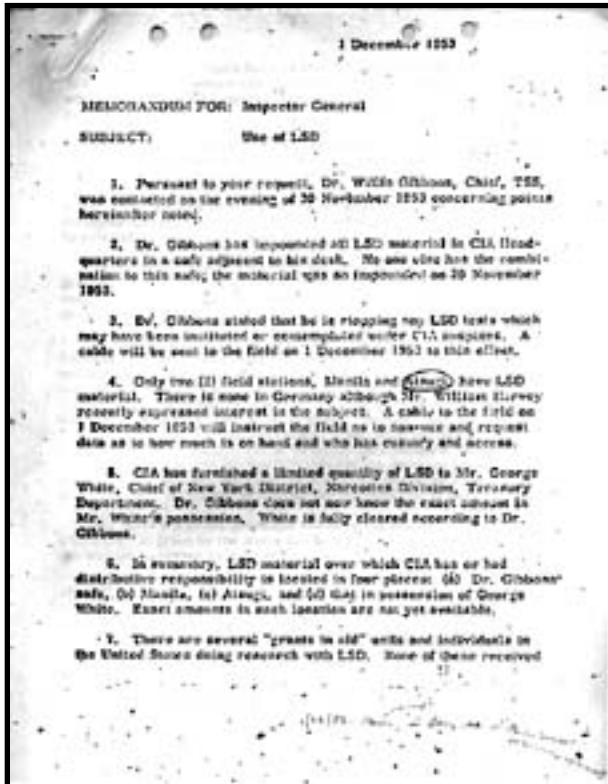 1 December 1953
MEMORANDUM FOR: Inspector General
SUBJECT: Use of LSD
1. Pursuant to your request, Dr. Willis Gibbons, Chief, TSS,
was contacted on the evening of 30 November 1953 concerning points
hereinafter noted.
2. Dr. Gibbons has impounded all LSD material in CIA Head-
quarters in a safe adjacent to his desk. No one else has the combi-
nation to this safe; the material was so impounded on
1953.
3. Dr. Gibbons stated that he is stopping any LSD tests which
may have been instituted or contemplated under CIA auspices. A
cable will be sent to the field on 1 December 1953 to this effect.
4. Only two (2) field stations, Manila and Atsugi, have LSD
material. There is none in Germany although Mr. William Harvey
recently expressed interest in the subject. A cable to the field on
1 December 1953 will instruct the field as to non-use and request
data as to how much is on hand and who has custody and access.
5. CIA has furnished a limited quantity of LSD to Mr. George
White, Chief of New York District, Narcotics Division, Treasury
Department. Dr. Gibbons does not now know the exact amount in
Mr. White's possession. White is fully cleared according to Dr.
Gibbons.
6. In summary, LSD material over which CIA has or had
distributive responsibility is located in four places: (a) Dr. Gibbons'
safe, (b) Manila, (c) Atsugi, and (d) that in possession of George
White. Exact amounts in each location are not yet available.
7. There are several "grants in aid" units and individuals in
the United States doing research with LSD. None of these received